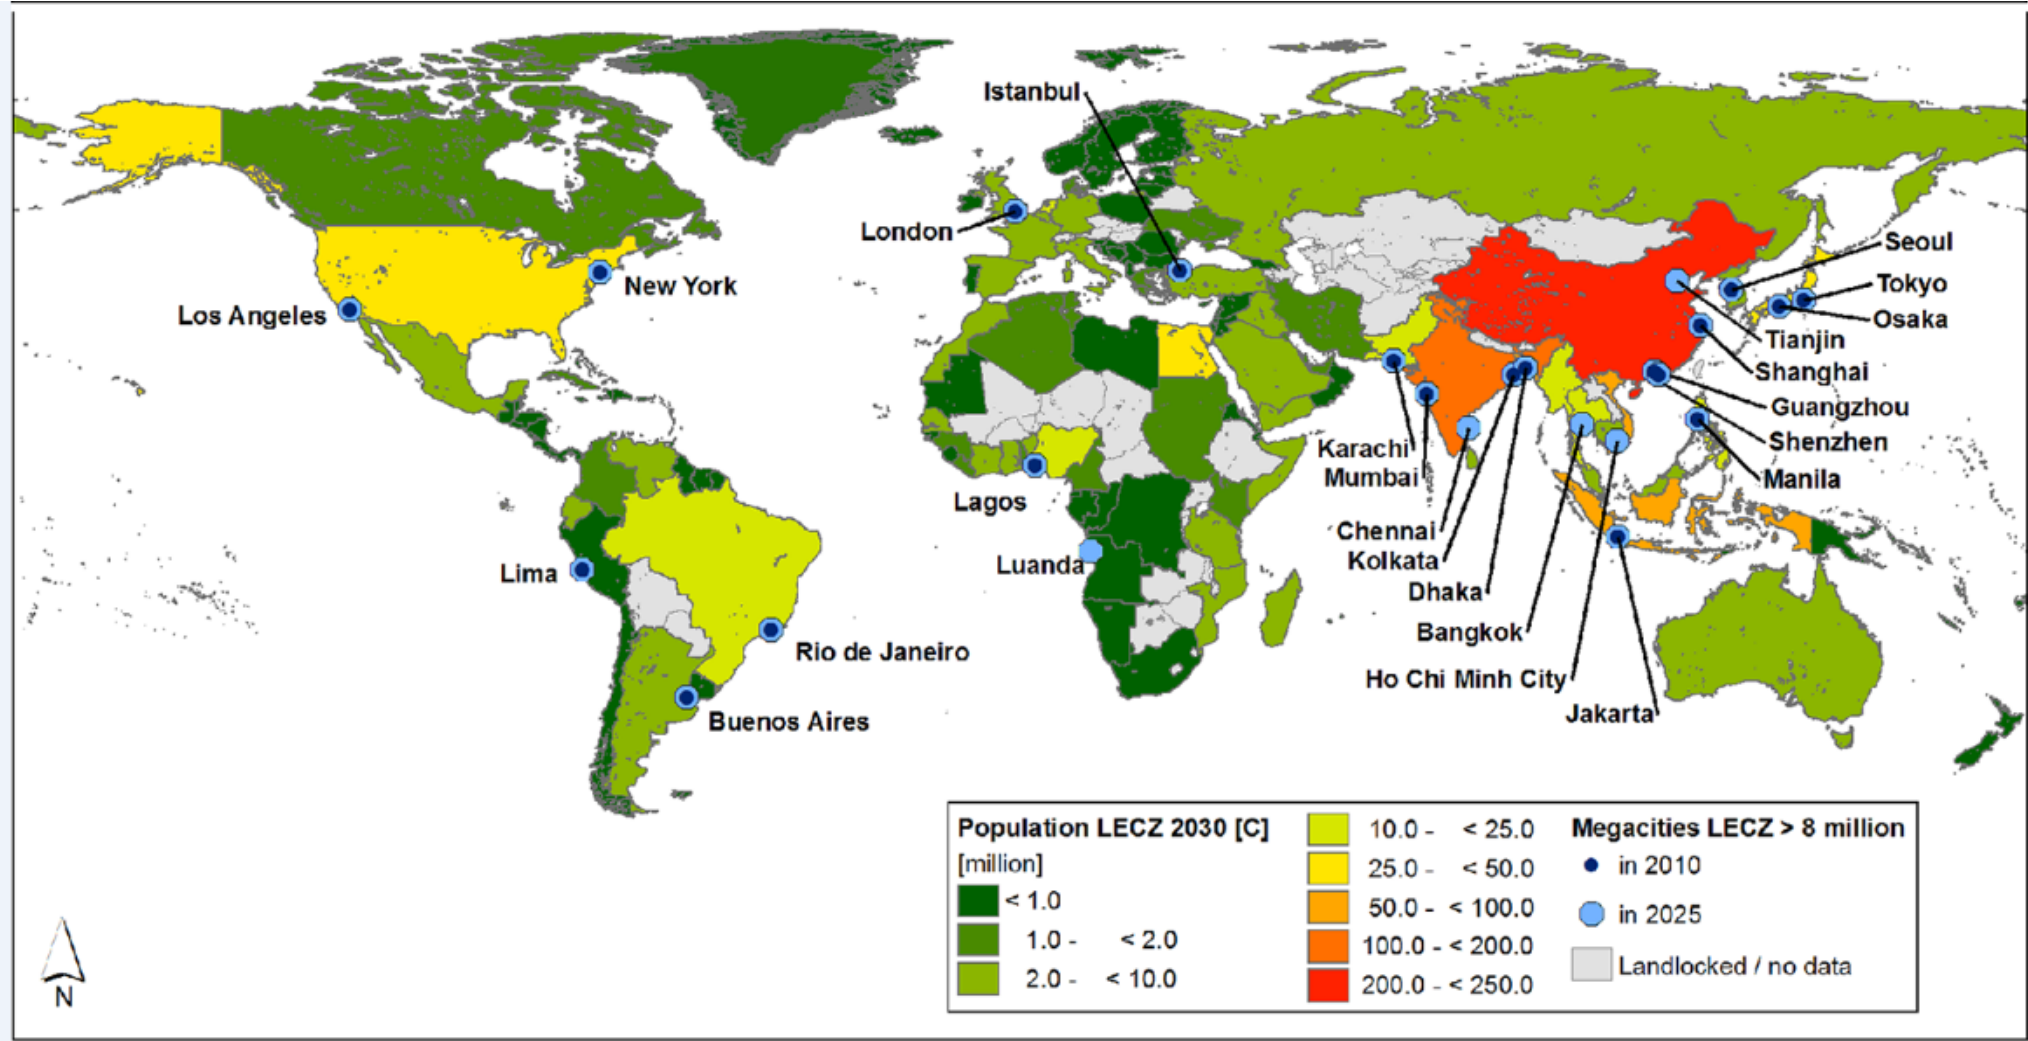 Istanbul
London
New York
Los Angeles
Seoul
Tokyo
Osaka
Tianjin
Shanghai
Guangzhou
Shenzhen
Manila
Karachi
Mumbai
Chennai
Kolkata
Dhaka
Bangkok
Ho Chi Minh City
Jakarta
Lagos
Luanda
Lima
Rio de Janeiro
Buenos Aires
N
Population LECZ 2030 [C]
[million]
< 1.0
1.0 - < 2.0
2.0 - < 10.0
10.0 - < 25.0
25.0 - < 50.0
50.0 - < 100.0
100.0 - < 200.0
200.0 - < 250.0
Megacities LECZ > 8 million
in 2010
in 2025
Landlocked / no data